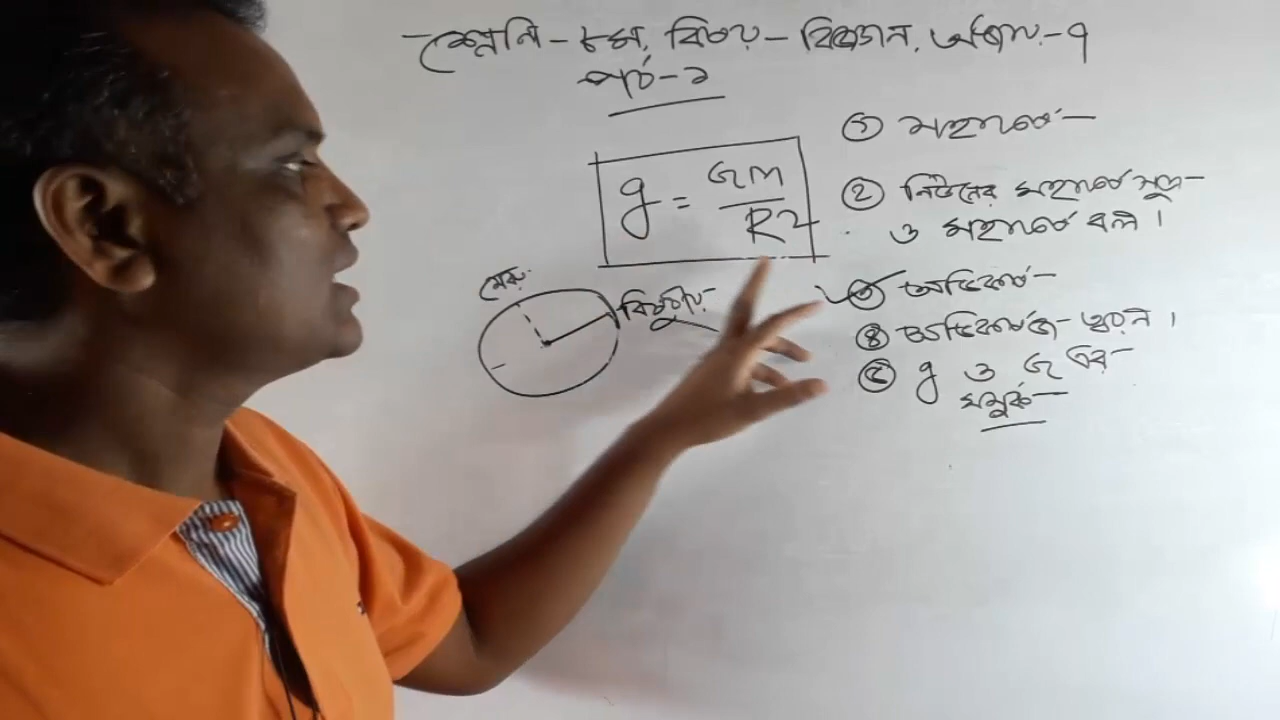 শ্রেণি - ৮ম, বিষয় - বিজ্ঞান, অধ্যায় - ৭
পাঠ - ১
g = GM / R2
মেরু
বিষুবীয়
① মহাকর্ষ -
② নিউটনের মহাকর্ষ সূত্র -
ও মহাকর্ষ বল ।
③ অভিকর্ষ -
④ অভিকর্ষজ - ত্বরণ ।
⑤ g ও G এর -
সম্পর্ক -